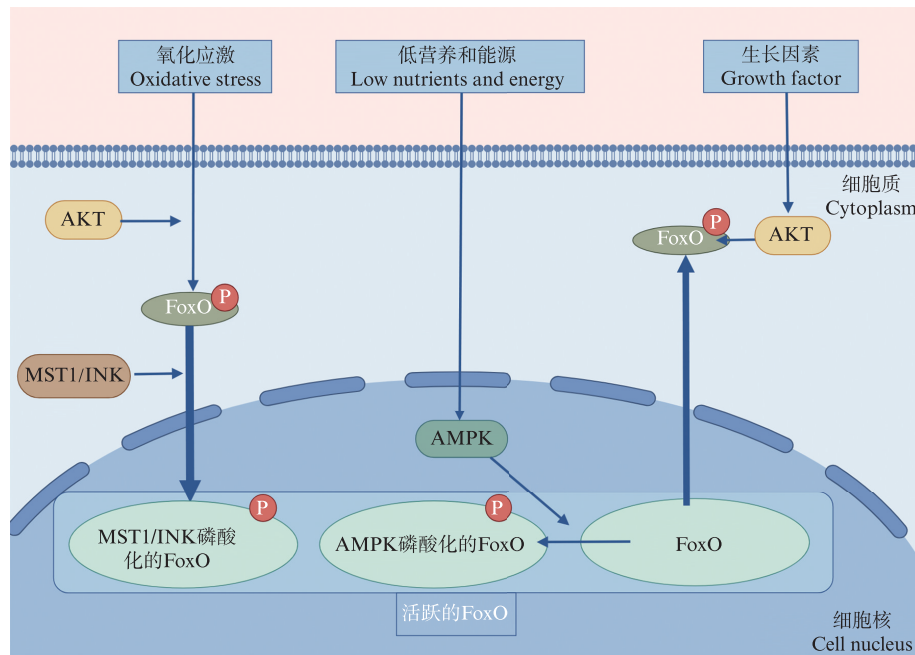 氧化应激
Oxidative stress
低营养和能源
Low nutrients and energy
生长因素
Growth factor
细胞质
Cytoplasm
AKT
P
FoxO
AKT
P
FoxO
MST1/INK
AMPK
P
MST1/INK磷酸
化的FoxO
P
AMPK磷酸化的FoxO
FoxO
活跃的FoxO
细胞核
Cell nucleus